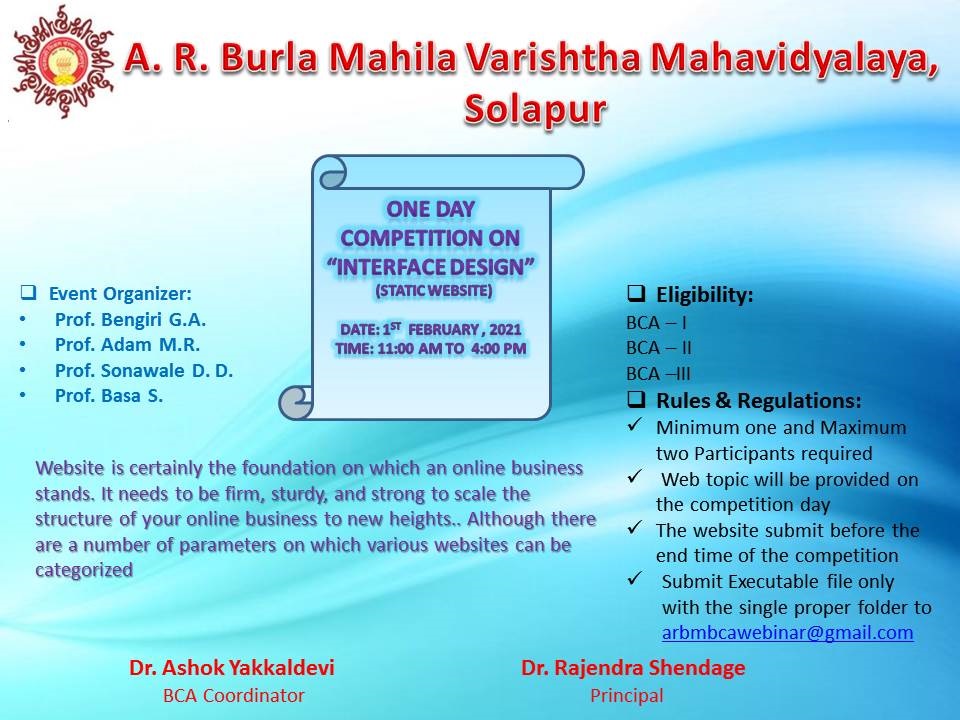 A. R. Burla Mahila Varishtha Mahavidyalaya,
Solapur
ONE DAY
COMPETITION ON
“INTERFACE DESIGN”
(STATIC WEBSITE)
DATE: 1ST FEBRUARY , 2021
TIME: 11:00 AM TO 4:00 PM
❑ Event Organizer:
• Prof. Bengiri G.A.
• Prof. Adam M.R.
• Prof. Sonawale D. D.
• Prof. Basa S.
❑ Eligibility:
BCA – I
BCA – II
BCA –III
❑ Rules & Regulations:
✓ Minimum one and Maximum
two Participants required
✓ Web topic will be provided on
the competition day
✓ The website submit before the
end time of the competition
✓ Submit Executable file only
with the single proper folder to
arbmbcawebinar@gmail.com
Website is certainly the foundation on which an online business
stands. It needs to be firm, sturdy, and strong to scale the
structure of your online business to new heights.. Although there
are a number of parameters on which various websites can be
categorized
Dr. Ashok Yakkaldevi
BCA Coordinator
Dr. Rajendra Shendage
Principal